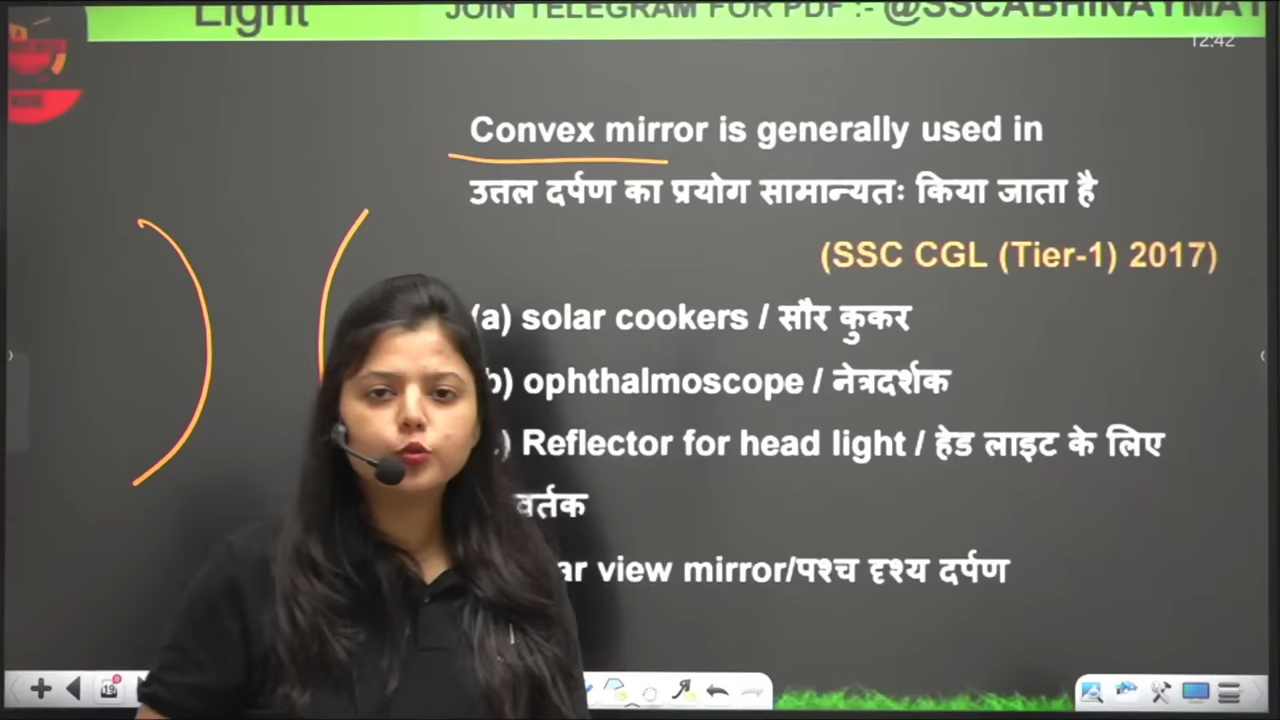 Light
JOIN TELEGRAM FOR PDF :- @SSCABHINAYMAT
12:42
Convex mirror is generally used in
उत्तल दर्पण का प्रयोग सामान्यतः किया जाता है
(SSC CGL (Tier-1) 2017)
(a) solar cookers / सौर कुकर
b) ophthalmoscope / नेत्रदर्शक
) Reflector for head light / हेड लाइट के लिए
वर्तक
ar view mirror/पश्च दृश्य दर्पण
19